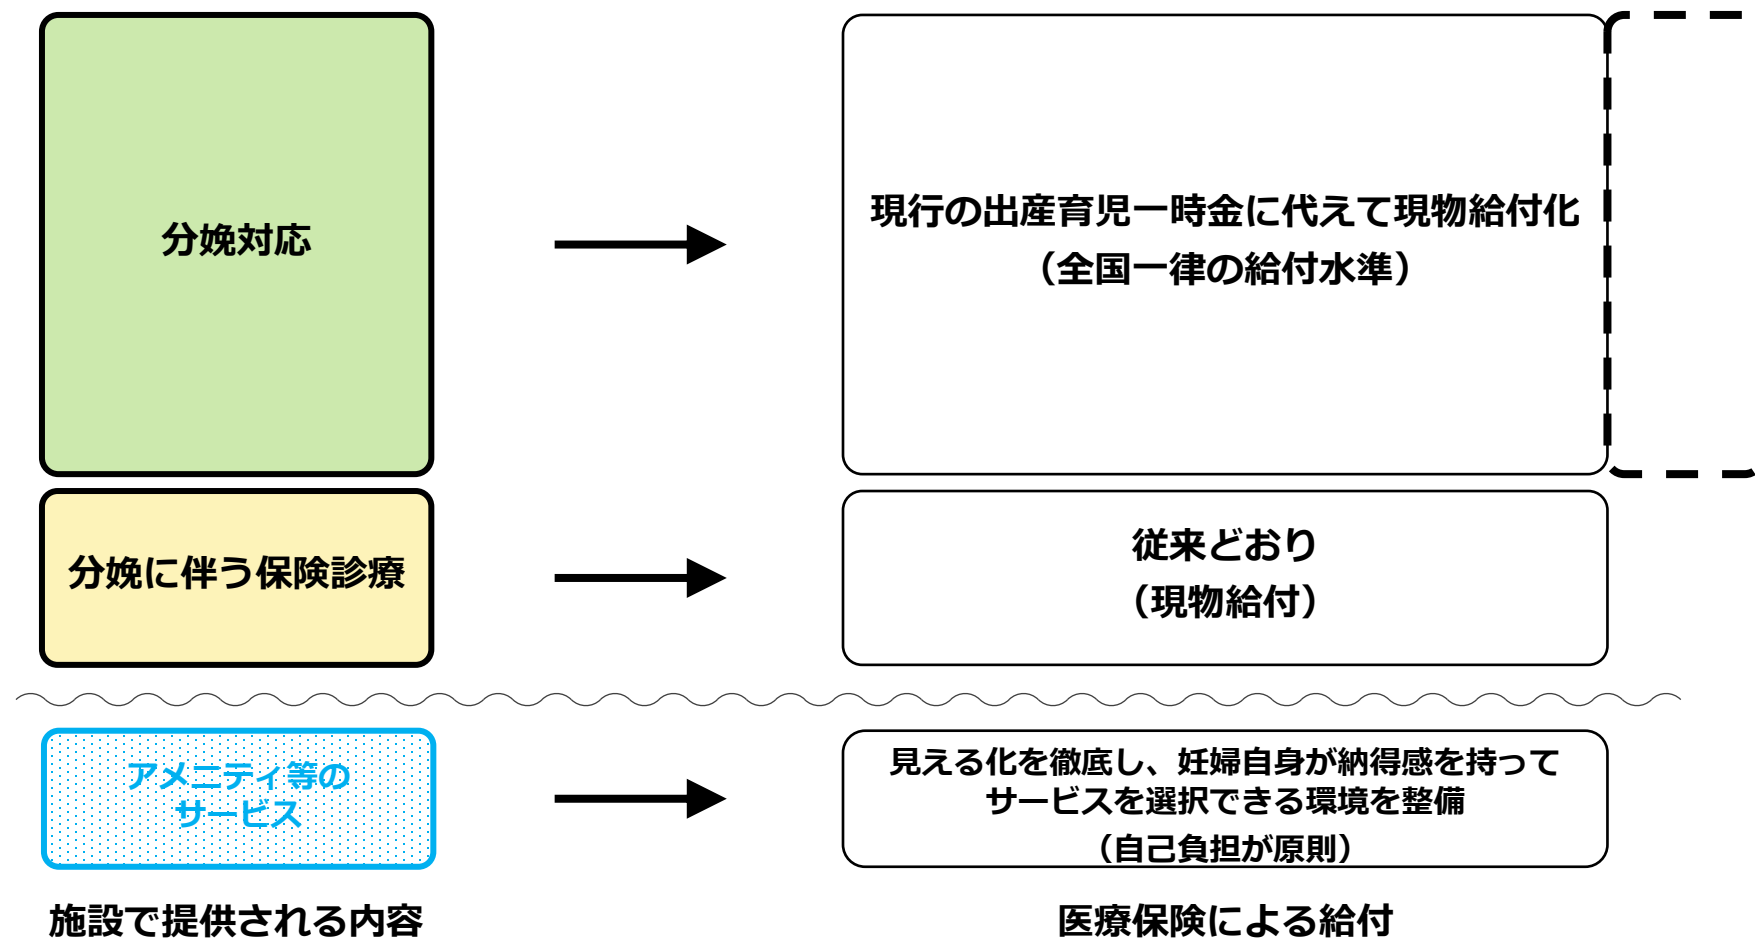 分娩対応
現行の出産育児一時金に代えて現物給付化
（全国一律の給付水準）
分娩に伴う保険診療
従来どおり
（現物給付）
アメニティ等の
サービス
見える化を徹底し、妊婦自身が納得感を持って
サービスを選択できる環境を整備
（自己負担が原則）
施設で提供される内容
医療保険による給付